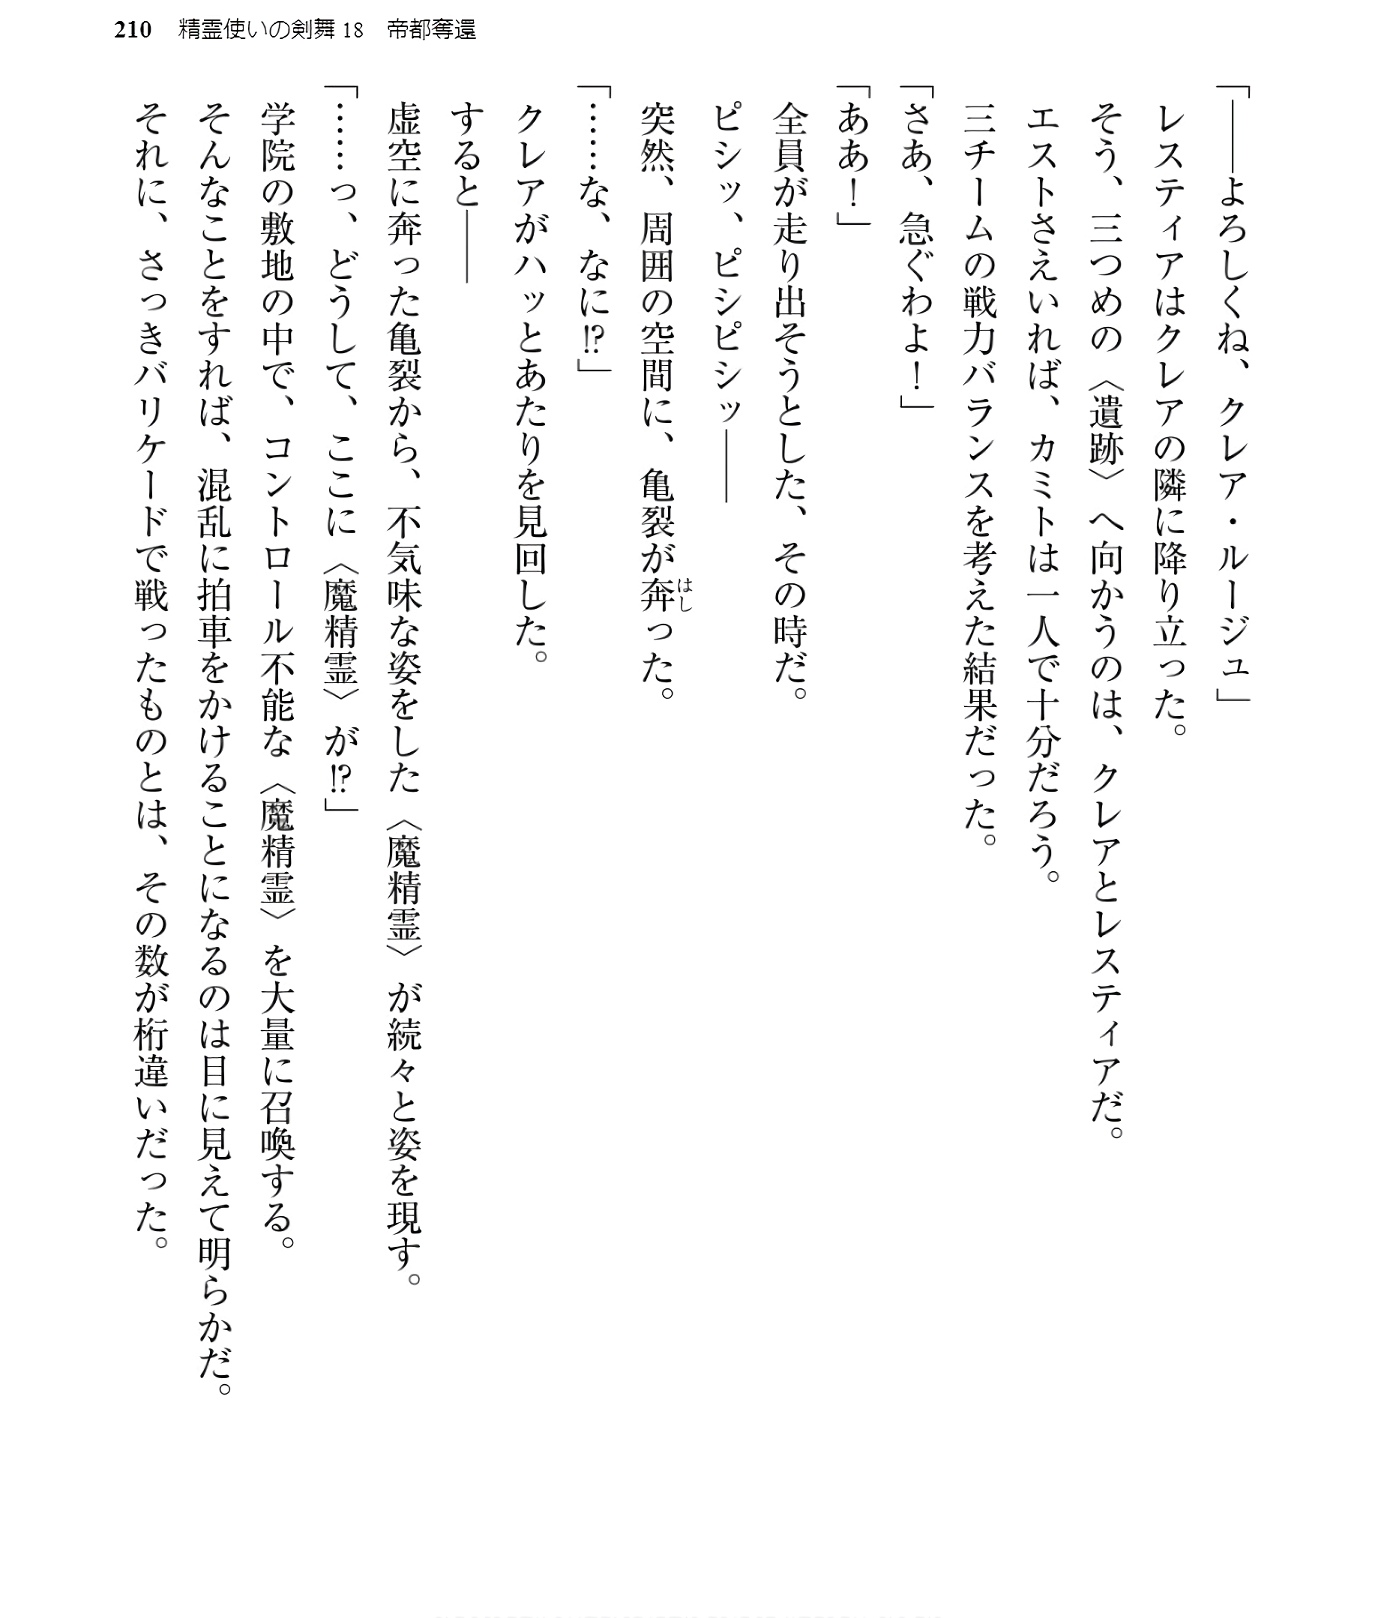 210 精霊使いの剣舞18 帝都奪還
「――よろしくね、クレア・ルージュ」
レスティアはクレアの隣に降り立った。
そう、三つめの〈遺跡〉へ向かうのは、クレアとレスティアだ。
エストさえいれば、カミトは一人で十分だろう。
三チームの戦力バランスを考えた結果だった。
「さあ、急ぐわよ！」
「ああ！」
全員が走り出そうとした、その時だ。
ピシッ、ピシピシッ――
突然、周囲の空間に、亀裂が奔った。
はし
「……な、なに⁉」
クレアがハッとあたりを見回した。
すると――
虚空に奔った亀裂から、不気味な姿をした〈魔精霊〉が続々と姿を現す。
「……っ、どうして、ここに〈魔精霊〉が⁉」
学院の敷地の中で、コントロール不能な〈魔精霊〉を大量に召喚する。
そんなことをすれば、混乱に拍車をかけることになるのは目に見えて明らかだ。
それに、さっきバリケードで戦ったものとは、その数が桁違いだった。